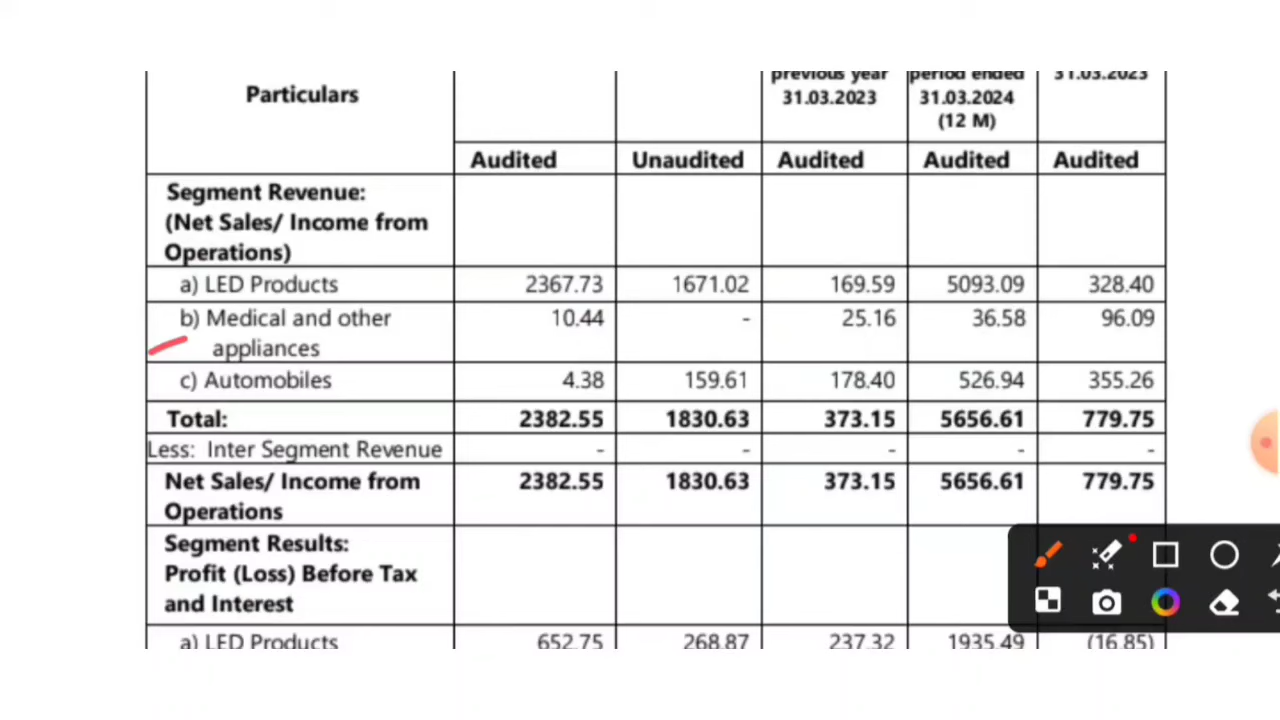 previous year period ended 31.03.2023
Particulars 31.03.2023 31.03.2024
(12 M)
Audited Unaudited Audited Audited Audited
Segment Revenue:
(Net Sales/ Income from
Operations)
a) LED Products 2367.73 1671.02 169.59 5093.09 328.40
b) Medical and other 10.44 - 25.16 36.58 96.09
appliances
c) Automobiles 4.38 159.61 178.40 526.94 355.26
Total: 2382.55 1830.63 373.15 5656.61 779.75
Less: Inter Segment Revenue - - - - -
Net Sales/ Income from 2382.55 1830.63 373.15 5656.61 779.75
Operations
Segment Results:
Profit (Loss) Before Tax
and Interest
a) LED Products 652.75 268.87 237.32 1935.49 (16.85)